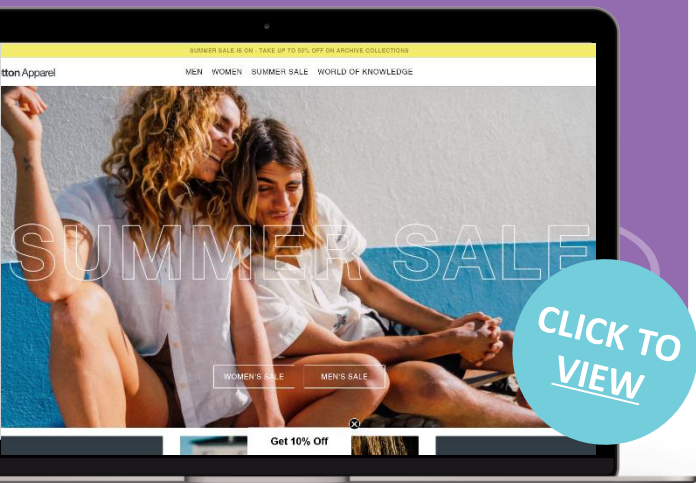 SUMMER SALE IS ON - TAKE UP TO 50% OFF ON ARCHIVE COLLECTIONS
tton Apparel
MEN WOMEN SUMMER SALE WORLD OF KNOWLEDGE
SUMMER SALE
WOMEN'S SALE MEN'S SALE
CLICK TO
VIEW
Get 10% Off